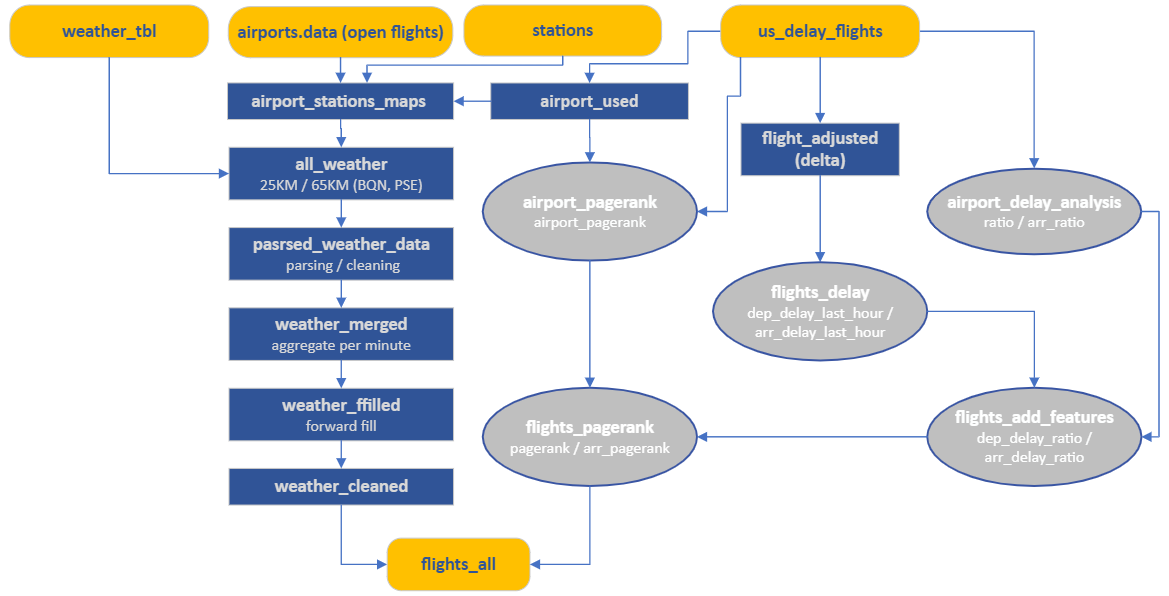 weather_tbl
airports.data (open flights)
stations
us_delay_flights
airport_stations_maps
airport_used
flight_adjusted
(delta)
all_weather
25KM / 65KM (BQN, PSE)
airport_pagerank
airport_pagerank
airport_delay_analysis
ratio / arr_ratio
pasrsed_weather_data
parsing / cleaning
flights_delay
dep_delay_last_hour /
arr_delay_last_hour
weather_merged
aggregate per minute
weather_ffilled
forward fill
flights_pagerank
pagerank / arr_pagerank
flights_add_features
dep_delay_ratio /
arr_delay_ratio
weather_cleaned
flights_all